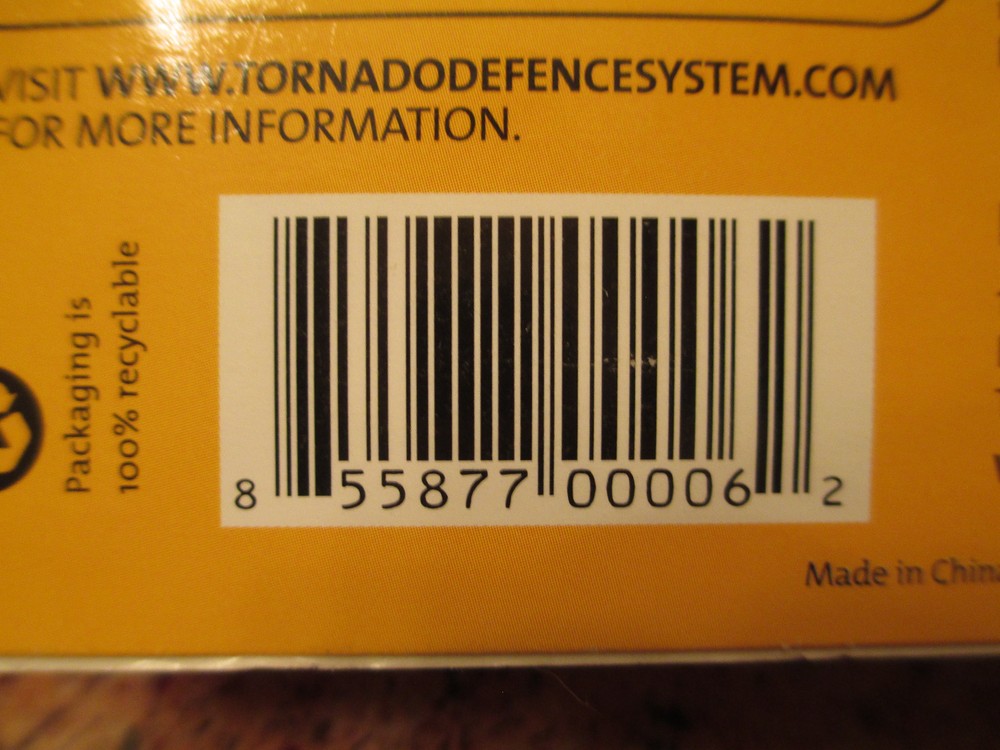 VISIT WWW.TORNADODEFENCESYSTEM.COM
FOR MORE INFORMATION.
Packaging is
100% recyclable
8 55877 00006 2
Made in China